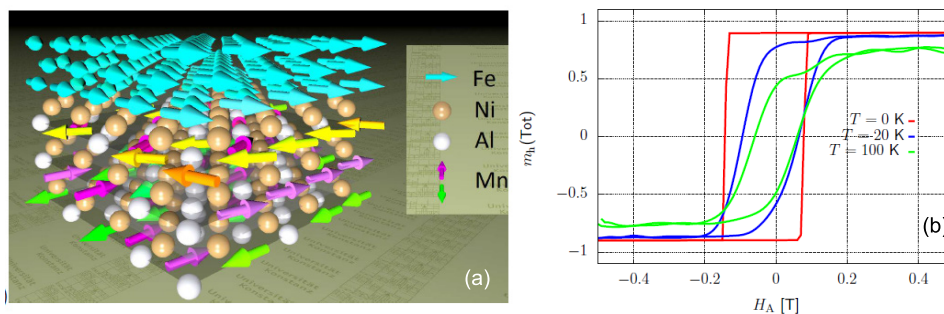 Fe
Ni
Al
Mn
(a)
m_h(Tot)
1
0.5
0
−0.5
−1
−0.4
−0.2
0
0.2
0.4
H_A [T]
T = 0 K
T = 20 K
T = 100 K
(b)